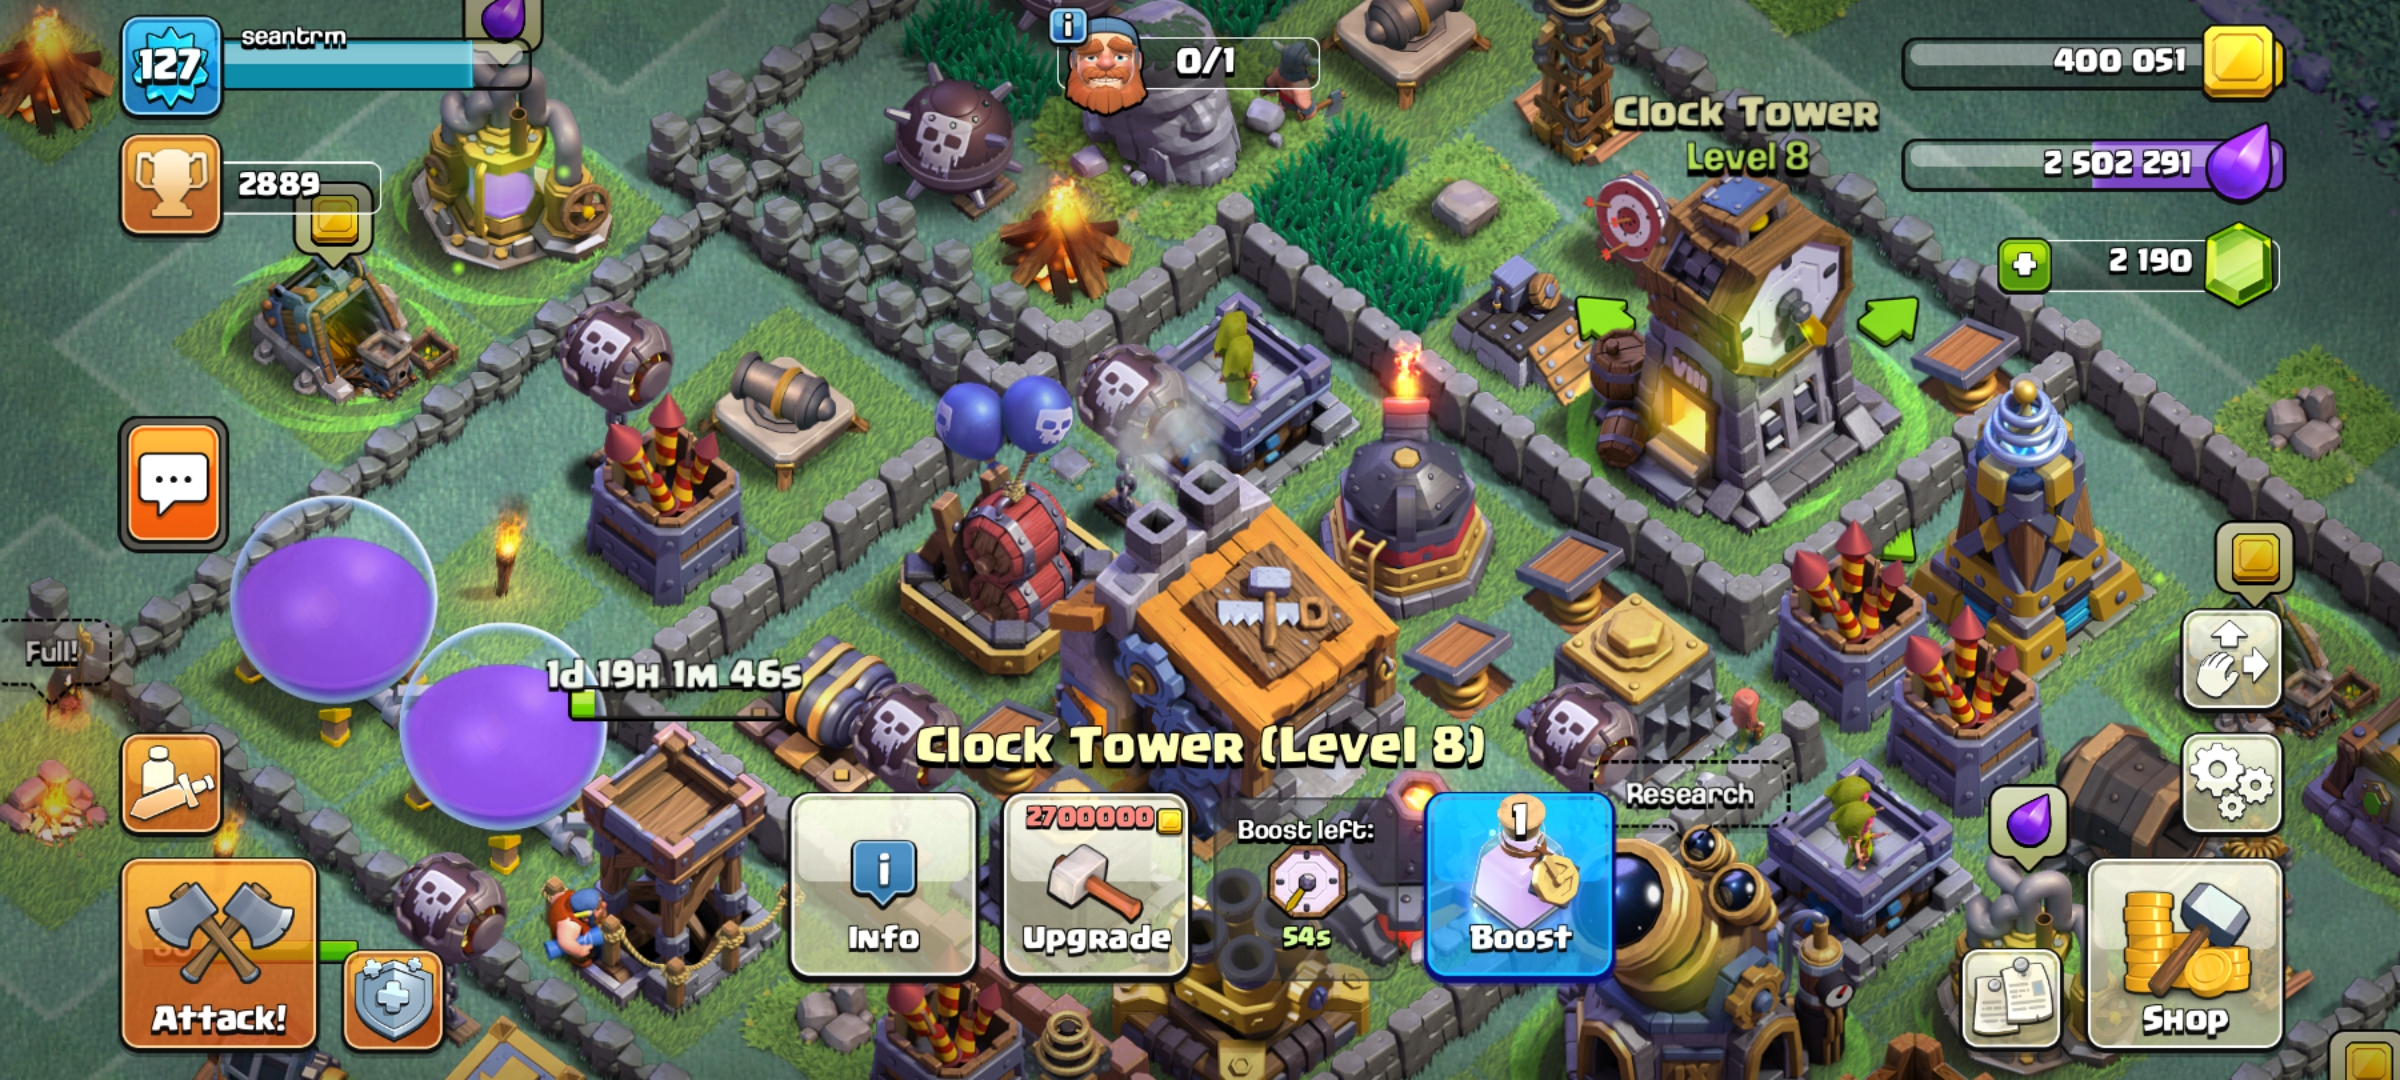 127
seantrm
0/1
400 051
Clock Tower
Level 8
2 502 291
2889
2 190
VIII
Full!
1d 19H 1M 46s
Clock Tower (Level 8)
Info
2700000
Upgrade
Boost left:
54s
1
Boost
Research
Attack!
Shop